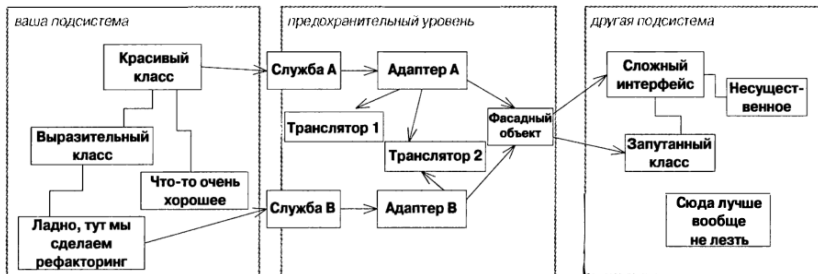 ваша подсистема
Красивый
класс
Выразительный
класс
Что-то очень
хорошее
Ладно, тут мы
сделаем
рефакторинг
предохранительный уровень
Служба А
Адаптер А
Транслятор 1
Транслятор 2
Фасадный
объект
Служба В
Адаптер В
другая подсистема
Сложный
интерфейс
Несущест-
венное
Запутанный
класс
Сюда лучше
вообще
не лезть